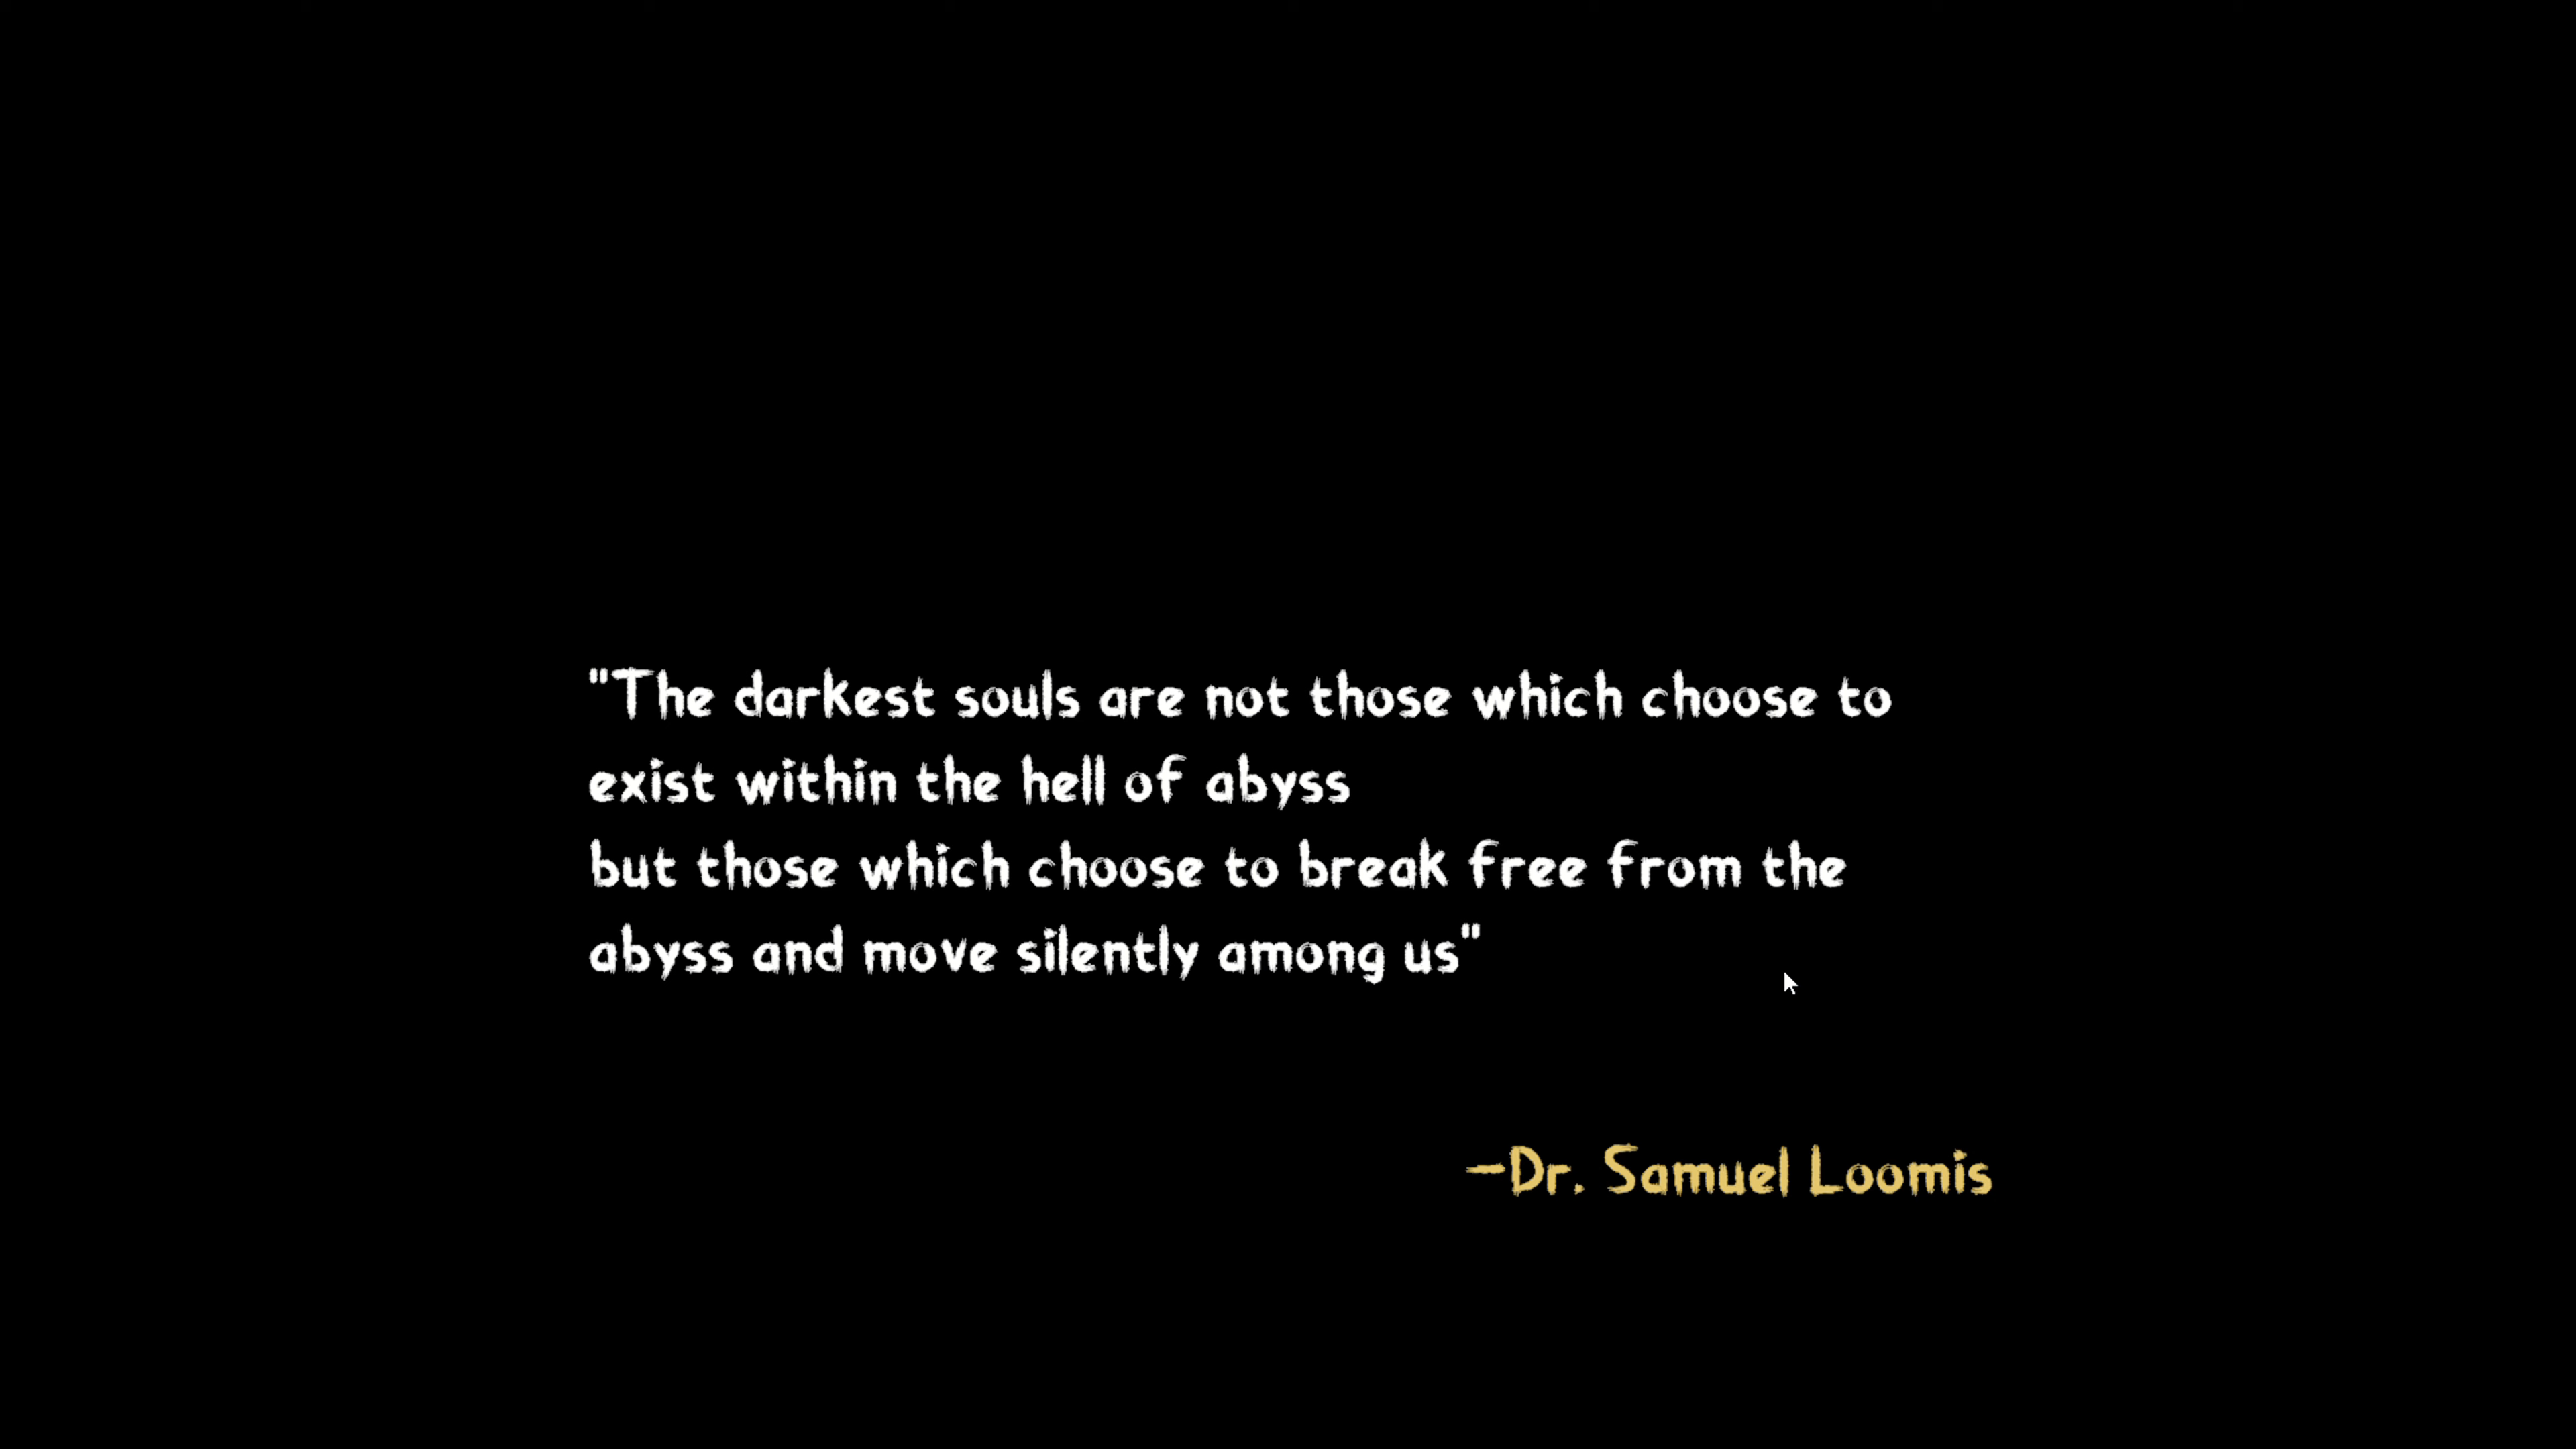 "The darkest souls are not those which choose to
exist within the hell of abyss
but those which choose to break free from the
abyss and move silently among us"
-Dr. Samuel Loomis